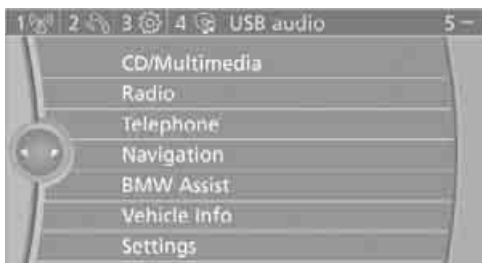 1 2 3 4 USB audio 5 –
CD/Multimedia
Radio
Telephone
Navigation
BMW Assist
Vehicle Info
Settings